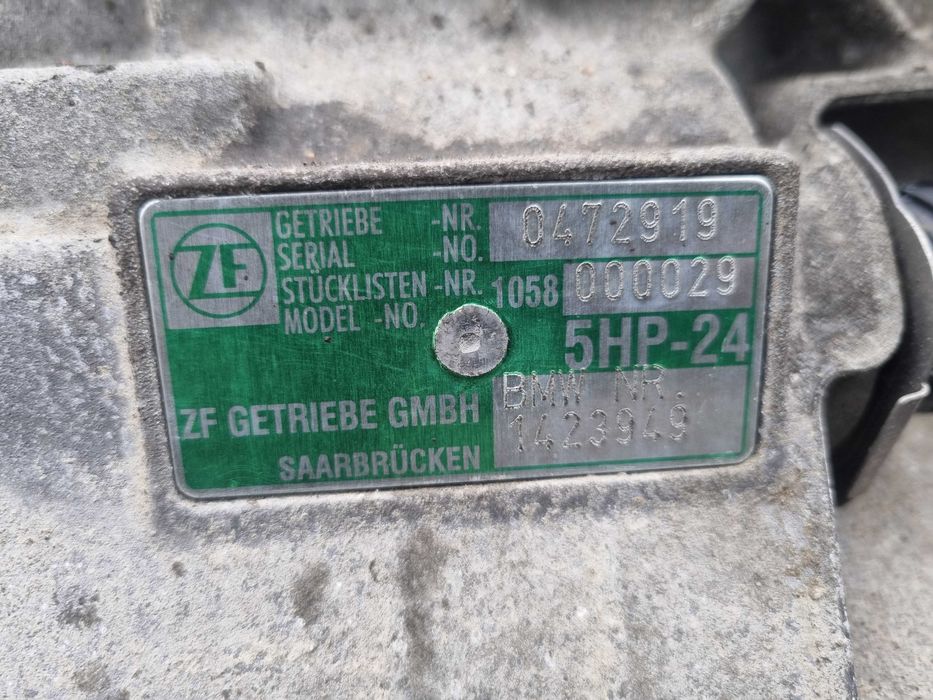 ZF
GETRIEBE -NR. 0472919
SERIAL -NO.
STÜCKLISTEN -NR. 1058 000029
MODEL -NO.
5HP-24
BMW NR.
ZF GETRIEBE GMBH 1423949
SAARBRÜCKEN